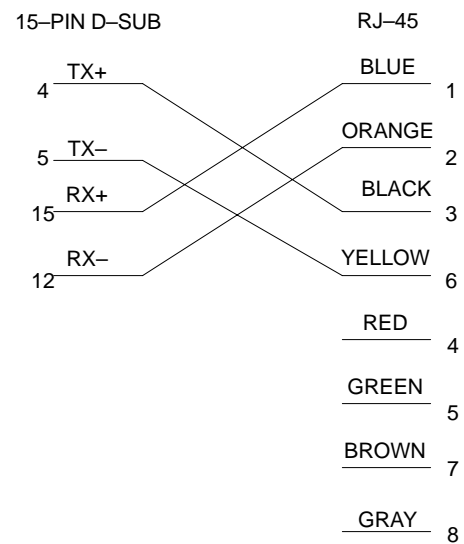 15–PIN D–SUB RJ–45
TX+ BLUE
4 1
ORANGE
5 TX– 2
RX+ BLACK
15 3
RX– YELLOW
12 6
RED
4
GREEN
5
BROWN
7
GRAY
8